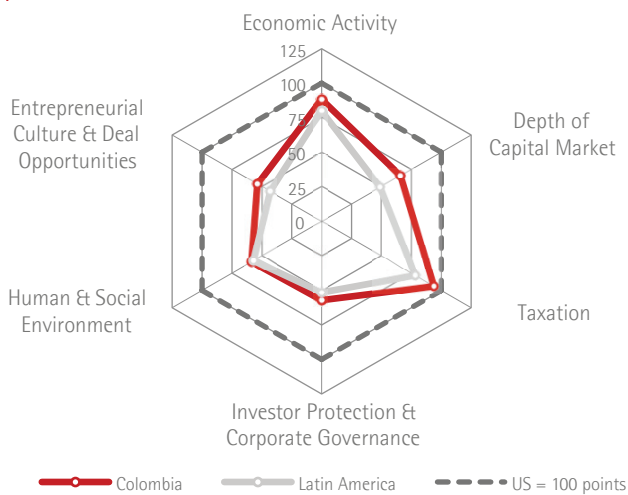 Economic Activity
125
100
75
50
25
0
Entrepreneurial
Culture & Deal
Opportunities
Depth of
Capital Market
Human & Social
Environment
Taxation
Investor Protection &
Corporate Governance
Colombia
Latin America
US = 100 points